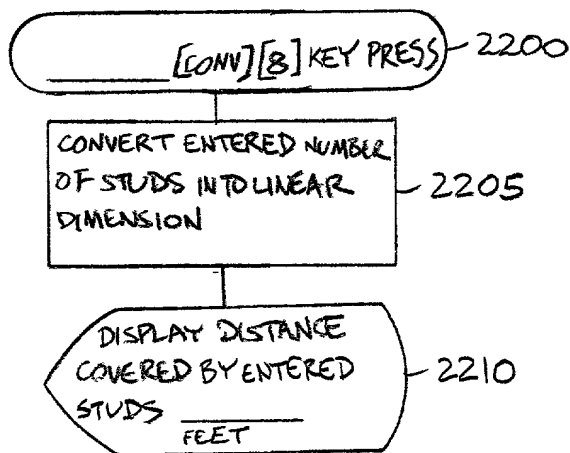 [CONV][8] KEY PRESS 2200
CONVERT ENTERED NUMBER
OF STUDS INTO LINEAR 2205
DIMENSION
DISPLAY DISTANCE
COVERED BY ENTERED 2210
STUDS
FEET